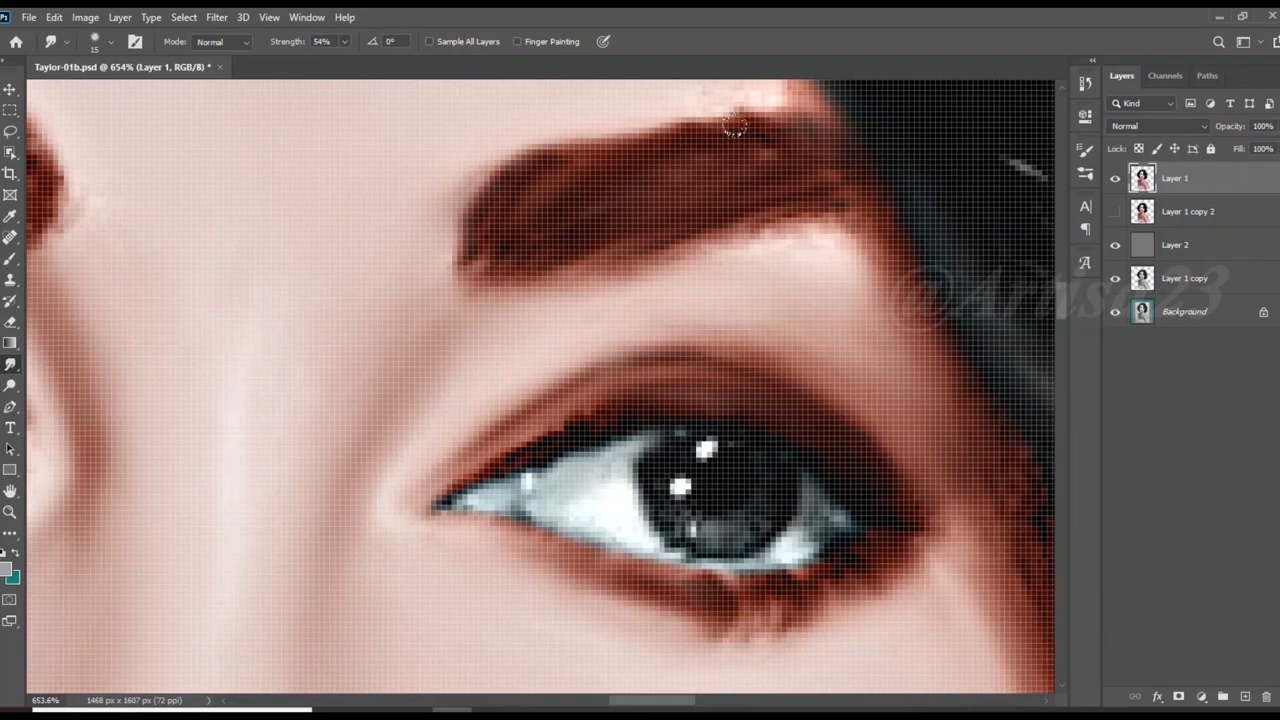 Ps File Edit Image Layer Type Select Filter 3D View Window Help
15 Mode: Normal Strength: 54% 0° Sample All Layers Finger Painting
Taylor-01b.psd @ 654% (Layer 1, RGB/8) * ×
Layers Channels Paths
Kind
Normal Opacity: 100%
Lock: Fill: 100%
Layer 1
Layer 1 copy 2
Layer 2
Layer 1 copy
Background
653.6% 1468 px x 1607 px (72 ppi)